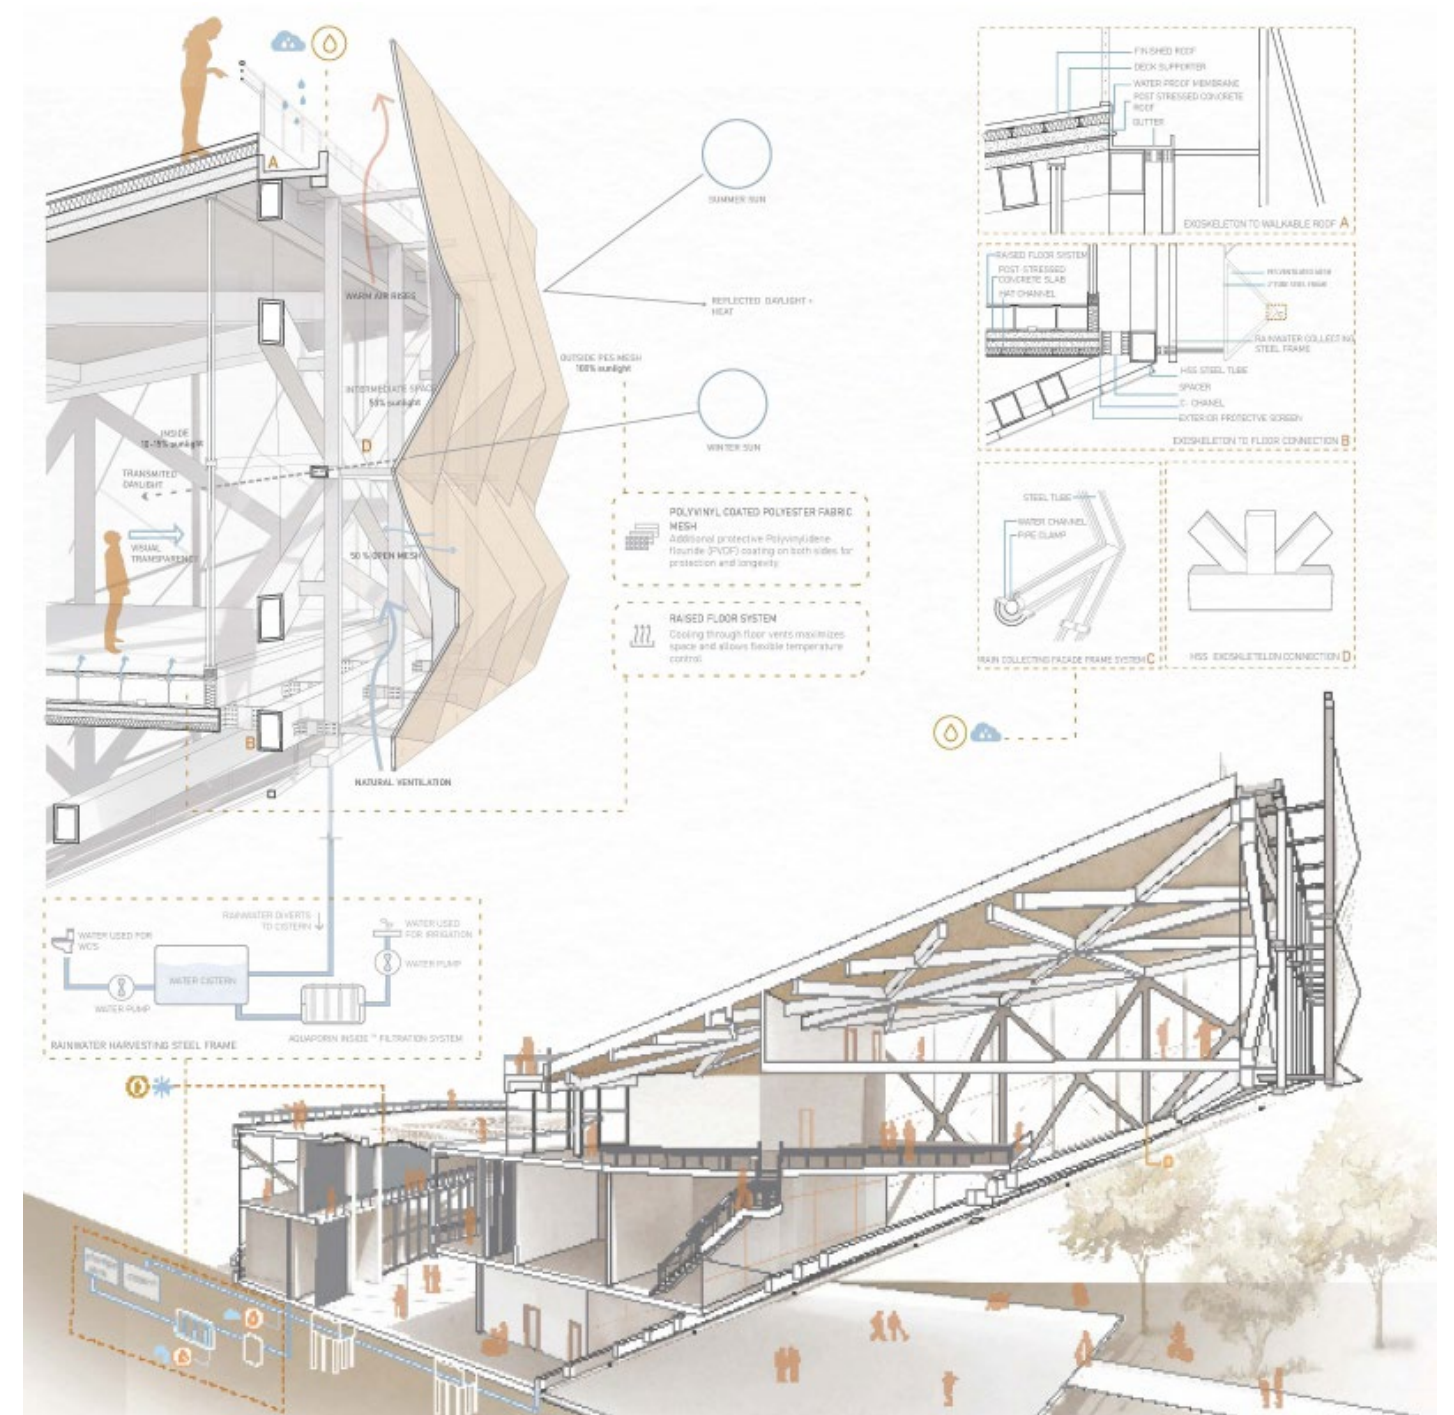 A
WARM AIR RISES
INTERMEDIATE SPACE
50% sunlight
INSIDE
10-15% sunlight
D
TRANSMITED
DAYLIGHT
VISUAL
TRANSPARENCY
50 % OPEN MESH
B
NATURAL VENTILATION
SUMMER SUN
REFLECTED DAYLIGHT +
HEAT
OUTSIDE PES MESH
100% sunlight
WINTER SUN
POLYVINYL COATED POLYESTER FABRIC
MESH
Additional protective Polyvinylidene
flouride (PVDF) coating on both sides for
protection and longevity
RAISED FLOOR SYSTEM
Cooling through floor vents maximizes
space and allows flexible temperature
control
FINISHED ROOF
DECK SUPPORTER
WATER PROOF MEMBRANE
POST STRESSED CONCRETE
ROOF
GUTTER
EXOSKELETON TO WALKABLE ROOF A
RAISED FLOOR SYSTEM
POST-STRESSED
CONCRETE SLAB
HAT CHANNEL
RAINWATER COLLECTING
STEEL FRAME
HSS STEEL TUBE
SPACER
C- CHANEL
EXTERIOR PROTECTIVE SCREEN
EXOSKELETON TO FLOOR CONNECTION B
STEEL TUBE
WATER CHANNEL
PIPE CLAMP
RAIN COLLECTING FACADE FRAME SYSTEM C
HSS EXOSKLETELON CONNECTION D
RAINWATER DIVERTS
TO CISTERN
WATER USED FOR
WC'S
WATER USED
FOR IRRIGATION
WATER PUMP
WATER CISTERN
WATER PUMP
AQUAPORIN INSIDE ™ FILTRATION SYSTEM
RAINWATER HARVESTING STEEL FRAME
D